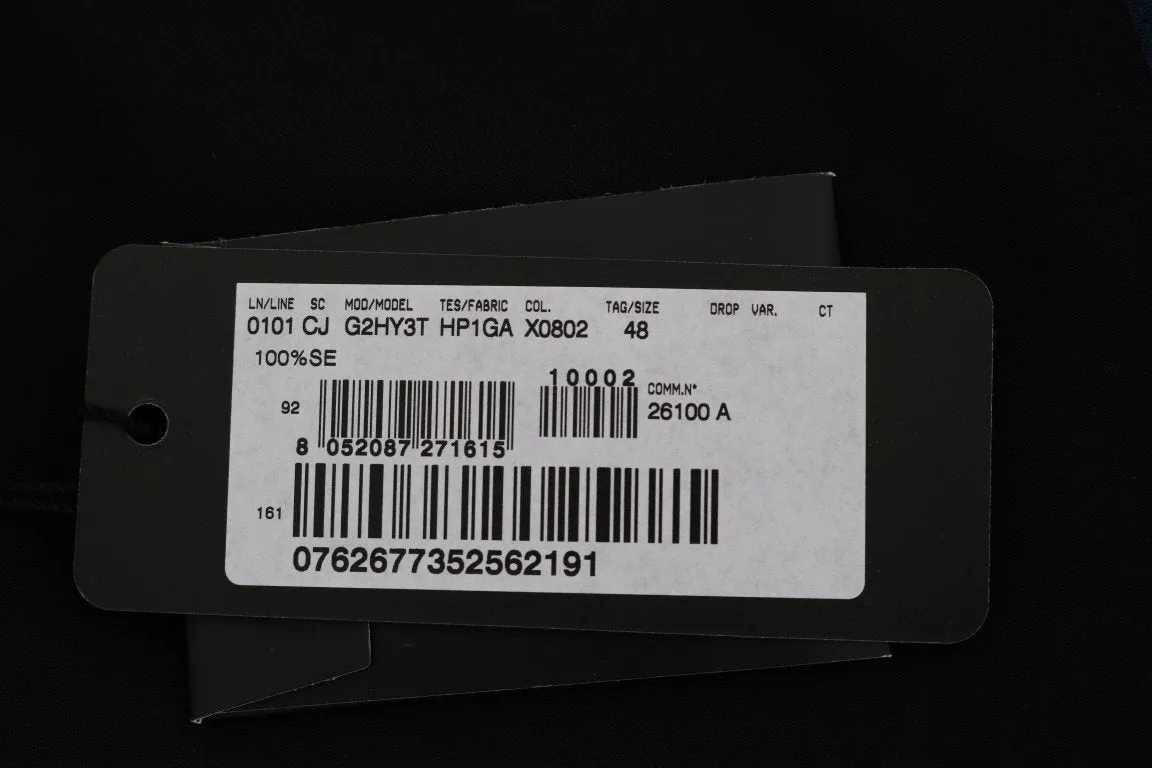 LN/LINE SC MOD/MODEL TES/FABRIC COL. TAG/SIZE DROP VAR. CT
0101 CJ G2HY3T HP1GA X0802 48
100%SE
10002
COMM.N°
92
26100 A
8 052087 271615
161
0762677352562191